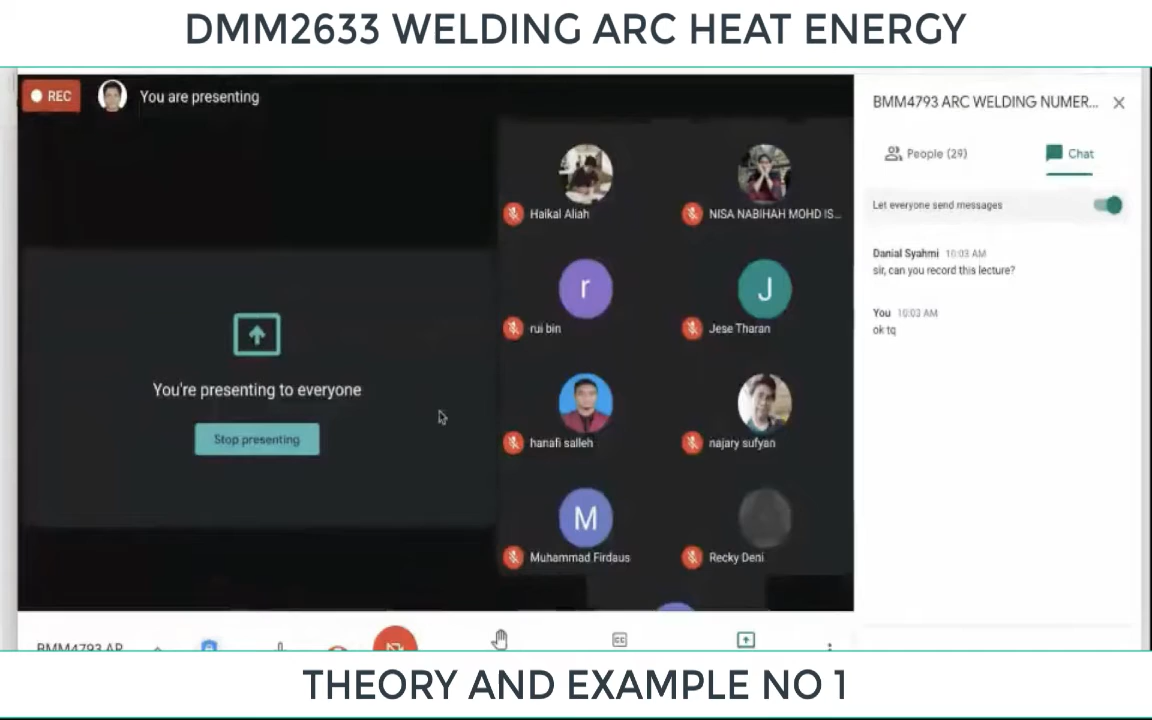 DMM2633 WELDING ARC HEAT ENERGY
REC
You are presenting
Haikal Aliah
NISA NABIHAH MOHD IS...
r
rui bin
J
Jese Tharan
You're presenting to everyone
Stop presenting
hanafi salleh
najary sufyan
M
Muhammad Firdaus
Recky Deni
BMM4793 ARC WELDING NUMER...
People (29)
Chat
Let everyone send messages
Danial Syahmi 10:03 AM
sir, can you record this lecture?
You 10:03 AM
ok tq
BMM4793 AR
CC
THEORY AND EXAMPLE NO 1